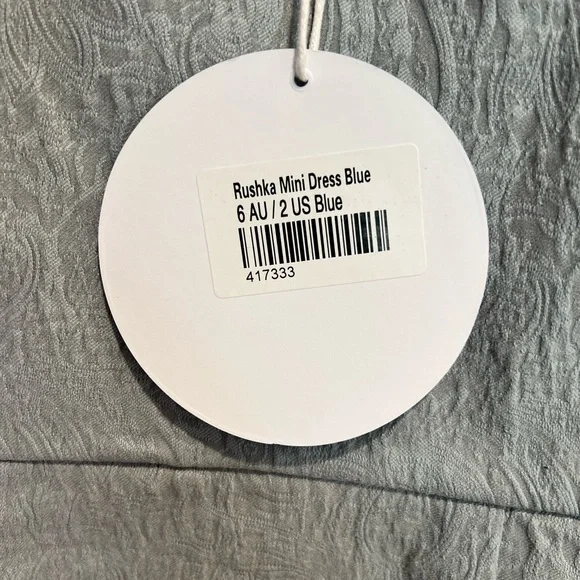 Rushka Mini Dress Blue
6 AU / 2 US Blue
417333